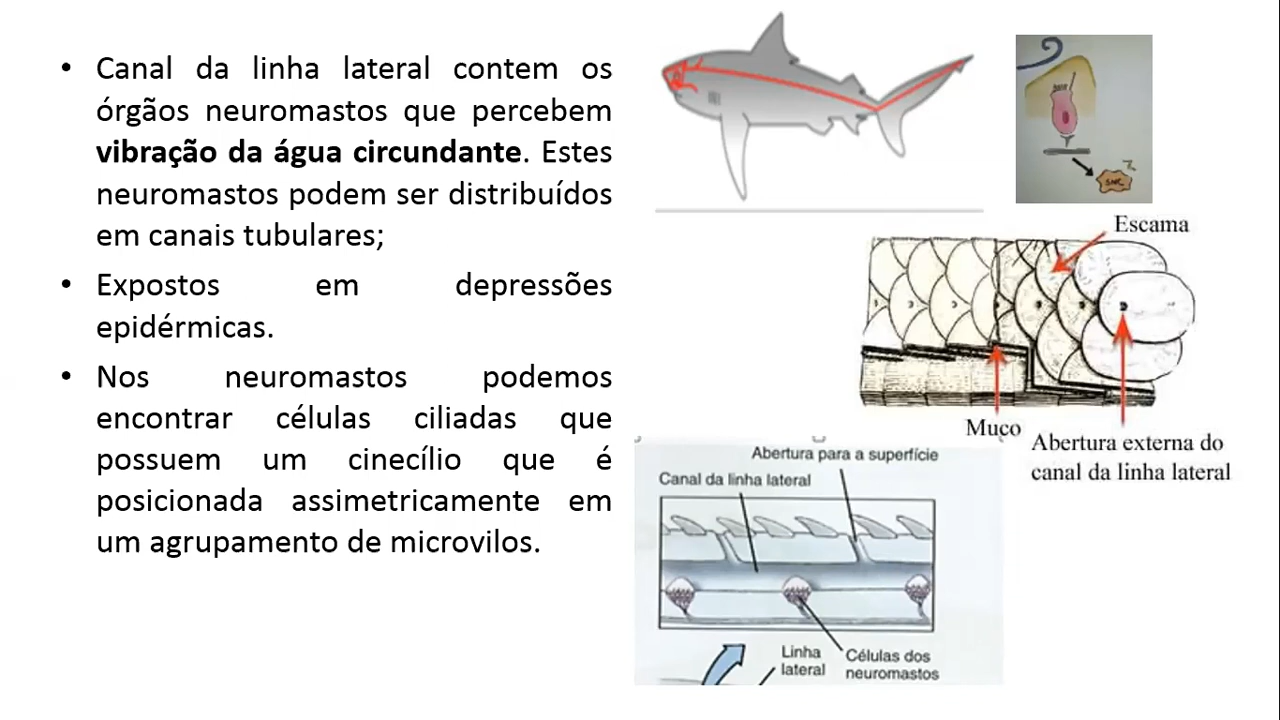 • Canal da linha lateral contem os
órgãos neuromastos que percebem
vibração da água circundante. Estes
neuromastos podem ser distribuídos
em canais tubulares;
• Expostos em depressões
epidérmicas.
• Nos neuromastos podemos
encontrar células ciliadas que
possuem um cinecílio que é
posicionada assimetricamente em
um agrupamento de microvilos.
SNC
Escama
Muco
Abertura externa do
canal da linha lateral
Abertura para a superfície
Canal da linha lateral
Linha
lateral
Células dos
neuromastos